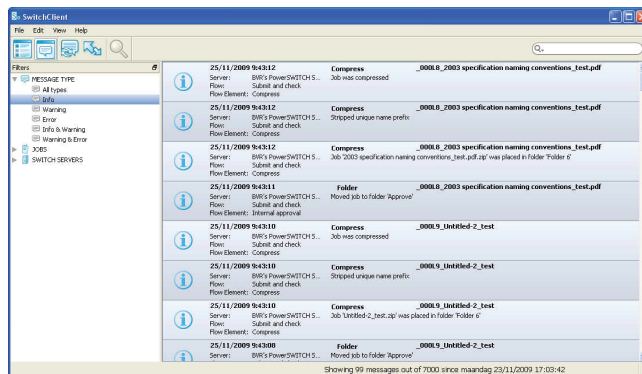 SwitchClient
File Edit View Help
Filters
MESSAGE TYPE
All types
Info
Warning
Error
Info & Warning
Warning & Error
JOBS
SWITCH SERVERS
25/11/2009 9:43:12 Compress _000L8_2003 specification naming conventions_test.pdf
Server: BVR's PowerSWITCH S... Job was compressed
Flow: Submit and check
Flow Element: Compress
25/11/2009 9:43:12 Compress _000L8_2003 specification naming conventions_test.pdf
Server: BVR's PowerSWITCH S... Stripped unique name prefix
Flow: Submit and check
Flow Element: Compress
25/11/2009 9:43:12 Compress _000L8_2003 specification naming conventions_test.pdf
Server: BVR's PowerSWITCH S... Job '2003 specification naming conventions_test.pdf.zip' was placed in folder 'Folder 6'
Flow: Submit and check
Flow Element: Compress
25/11/2009 9:43:11 Folder _000L8_2003 specification naming conventions_test.pdf
Server: BVR's PowerSWITCH S... Moved job to folder 'Approve'
Flow: Submit and check
Flow Element: Internal approval
25/11/2009 9:43:10 Compress _000L9_Untitled-2_test
Server: BVR's PowerSWITCH S... Job was compressed
Flow: Submit and check
Flow Element: Compress
25/11/2009 9:43:10 Compress _000L9_Untitled-2_test
Server: BVR's PowerSWITCH S... Stripped unique name prefix
Flow: Submit and check
Flow Element: Compress
25/11/2009 9:43:10 Compress _000L9_Untitled-2_test
Server: BVR's PowerSWITCH S... Job 'Untitled-2_test.zip' was placed in folder 'Folder 6'
Flow: Submit and check
Flow Element: Compress
25/11/2009 9:43:08 Folder _000L9_Untitled-2_test
Server: BVR's PowerSWITCH S... Moved job to folder 'Approve'
Showing 99 messages out of 7000 since maandag 23/11/2009 17:03:42